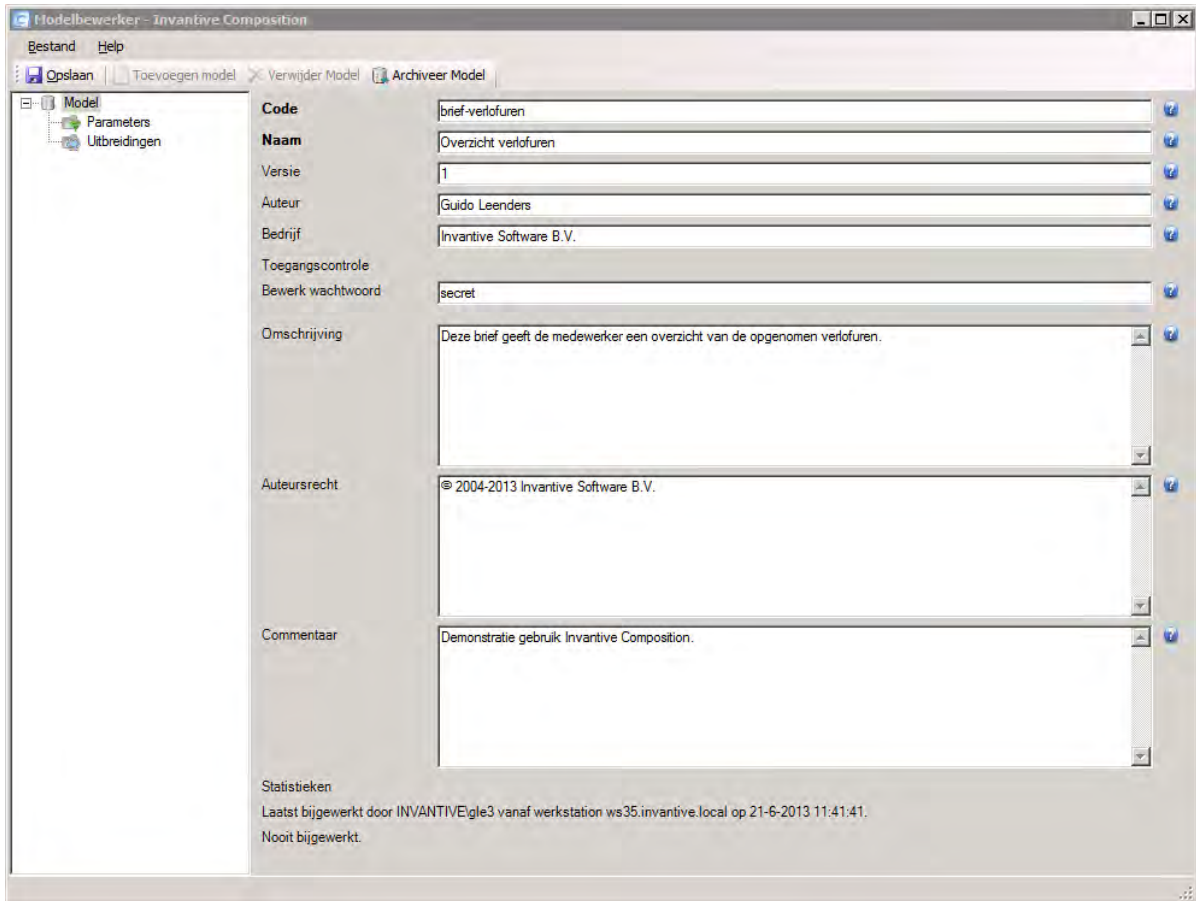 Modelbewerker - Invantive Composition
Bestand Help
Opslaan Toevoegen model Verwijder Model Archiveer Model
Model
Parameters
Uitbreidingen
Code brief-verlofuren
Naam Overzicht verlofuren
Versie 1
Auteur Guido Leenders
Bedrijf Invantive Software B.V.
Toegangscontrole
Bewerk wachtwoord secret
Omschrijving Deze brief geeft de medewerker een overzicht van de opgenomen verlofuren.
Auteursrecht © 2004-2013 Invantive Software B.V.
Commentaar Demonstratie gebruik Invantive Composition.
Statistieken
Laatst bijgewerkt door INVANTIVE\gle3 vanaf werkstation ws35.invantive.local op 21-6-2013 11:41:41.
Nooit bijgewerkt.